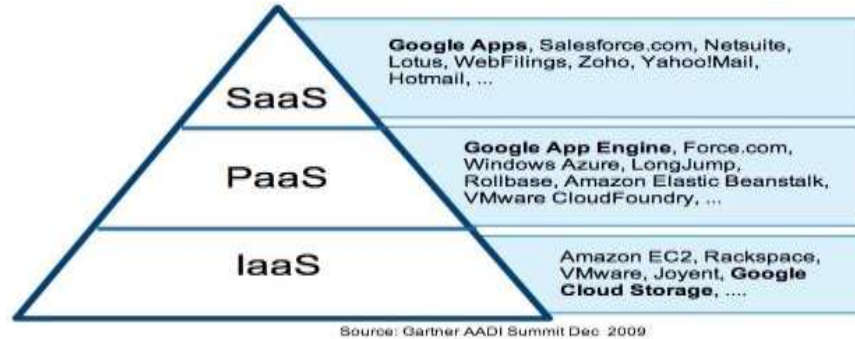 Google Apps, Salesforce.com, Netsuite,
Lotus, WebFilings, Zoho, Yahoo!Mail,
Hotmail, ...
SaaS
Google App Engine, Force.com,
Windows Azure, LongJump,
Rollbase, Amazon Elastic Beanstalk,
VMware CloudFoundry, ...
PaaS
Amazon EC2, Rackspace,
VMware, Joyent, Google
Cloud Storage, ....
IaaS
Source: Gartner AADI Summit Dec 2009